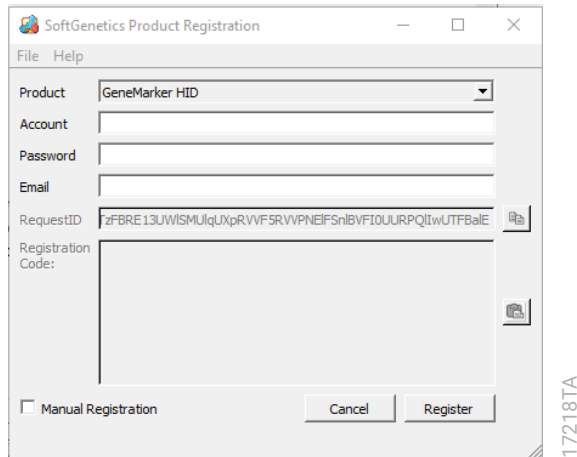 SoftGenetics Product Registration
File Help
Product GeneMarker HID
Account
Password
Email
RequestID
Registration
Code:
Manual Registration Cancel Register
17218TA